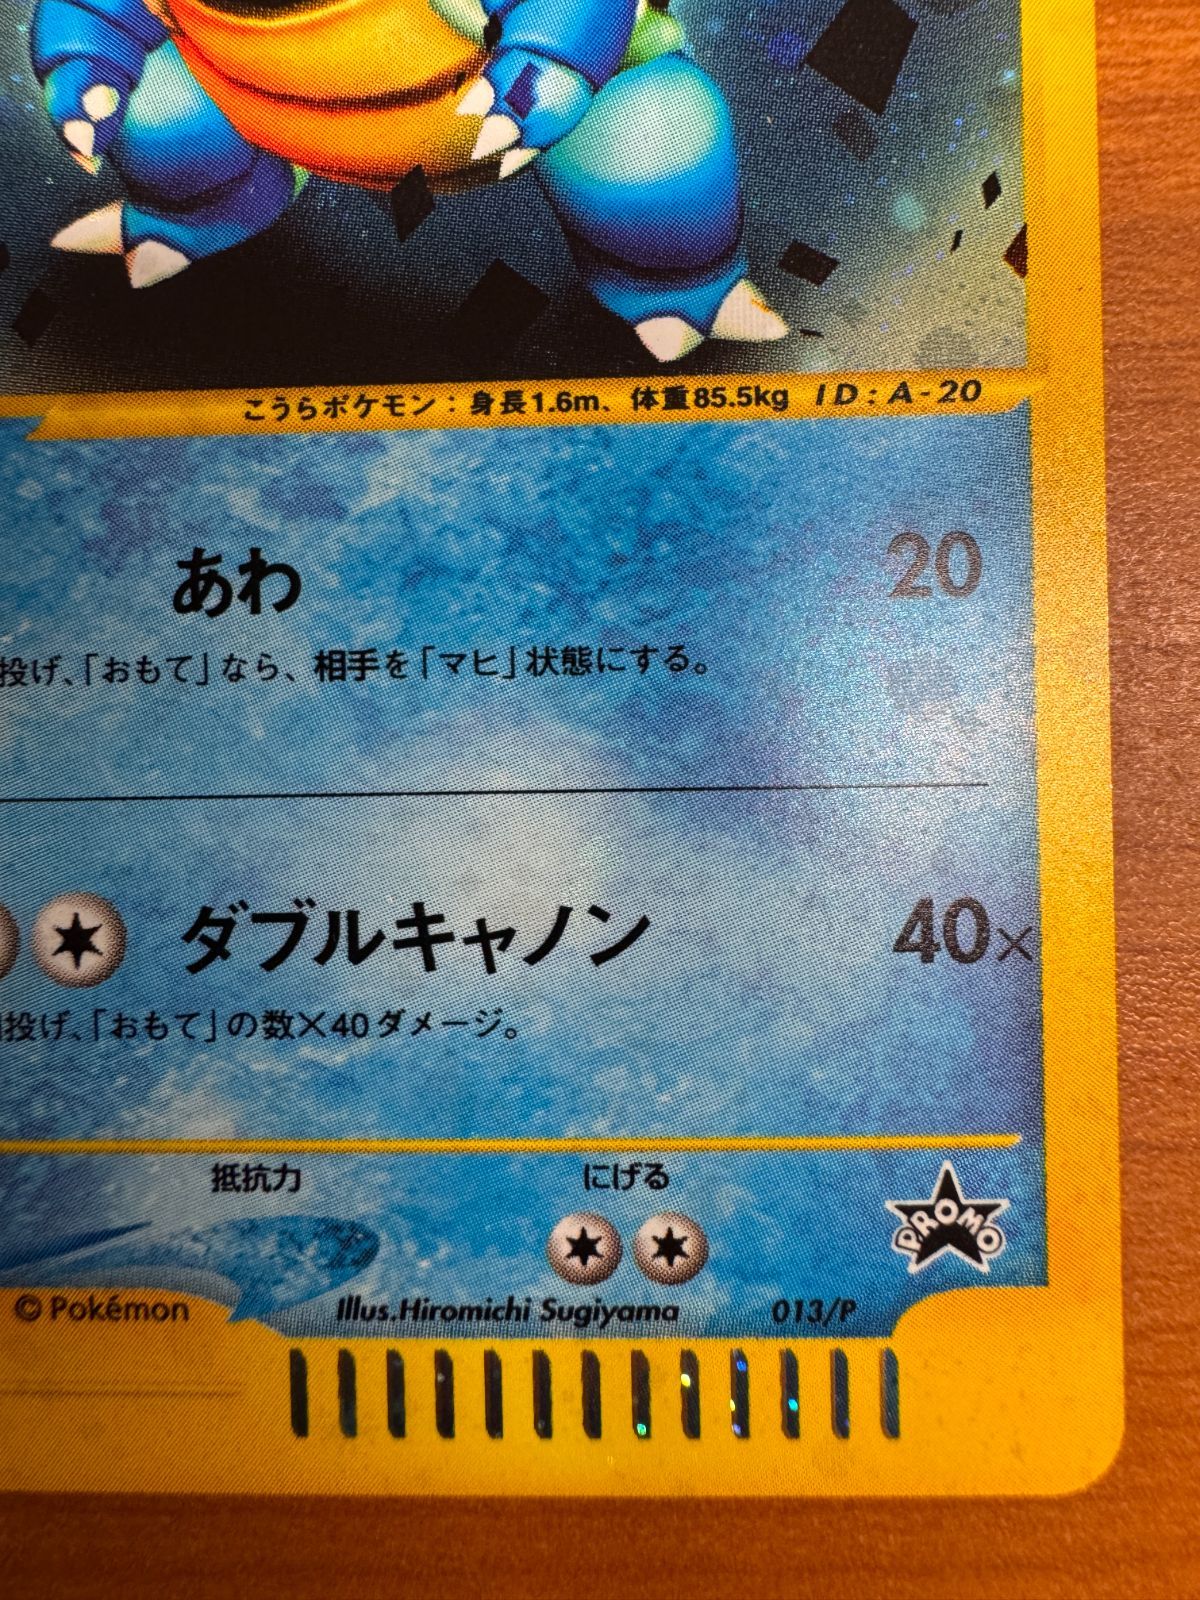 こうらポケモン：身長1.6m、体重85.5kg ID:A-20
あわ 20
投げ、「おもて」なら、相手を「マヒ」状態にする。
ダブルキャノン 40×
投げ、「おもて」の数×40ダメージ。
抵抗力 にげる
PROMO
© Pokémon Illus.Hiromichi Sugiyama 013/P